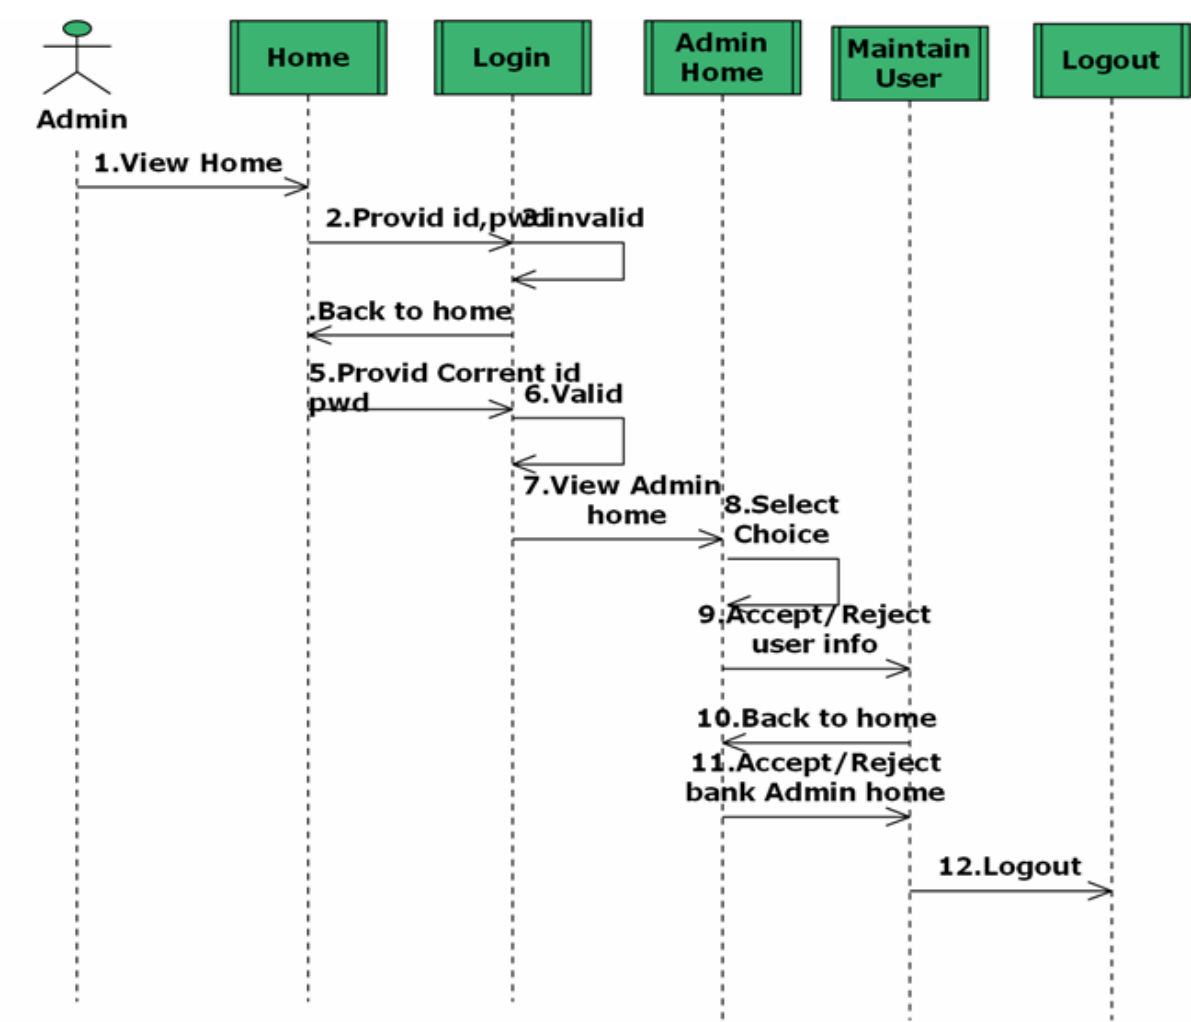 Home
Login
Admin
Home
Maintain
User
Logout
Admin
1.View Home
2.Provid id,pwd
3.invalid
.Back to home
5.Provid Corrent id
pwd
6.Valid
7.View Admin
home
8.Select
Choice
9.Accept/Reject
user info
10.Back to home
11.Accept/Reject
bank Admin home
12.Logout